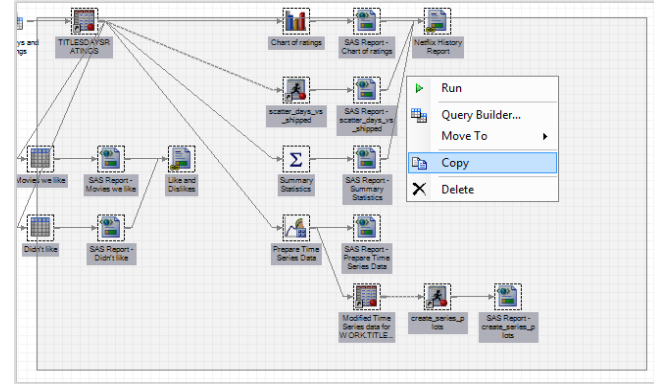 ys and
ngs
TITLESDAYSR
ATINGS
Chart of ratings
SAS Report -
Chart of ratings
Netflix History
Report
scatter_days_vs
_shipped
SAS Report -
scatter_days_vs
_shipped
Run
Query Builder...
Move To
Copy
Delete
Movies we like
SAS Report -
Movies we like
Like and
Dislikes
Summary
Statistics
SAS Report -
Summary
Statistics
Didn't like
SAS Report -
Didn't like
Prepare Time
Series Data
SAS Report -
Prepare Time
Series Data
Modified Time
Series data for
WORK.TITLE...
create_series_p
lots
SAS Report -
create_series_p
lots